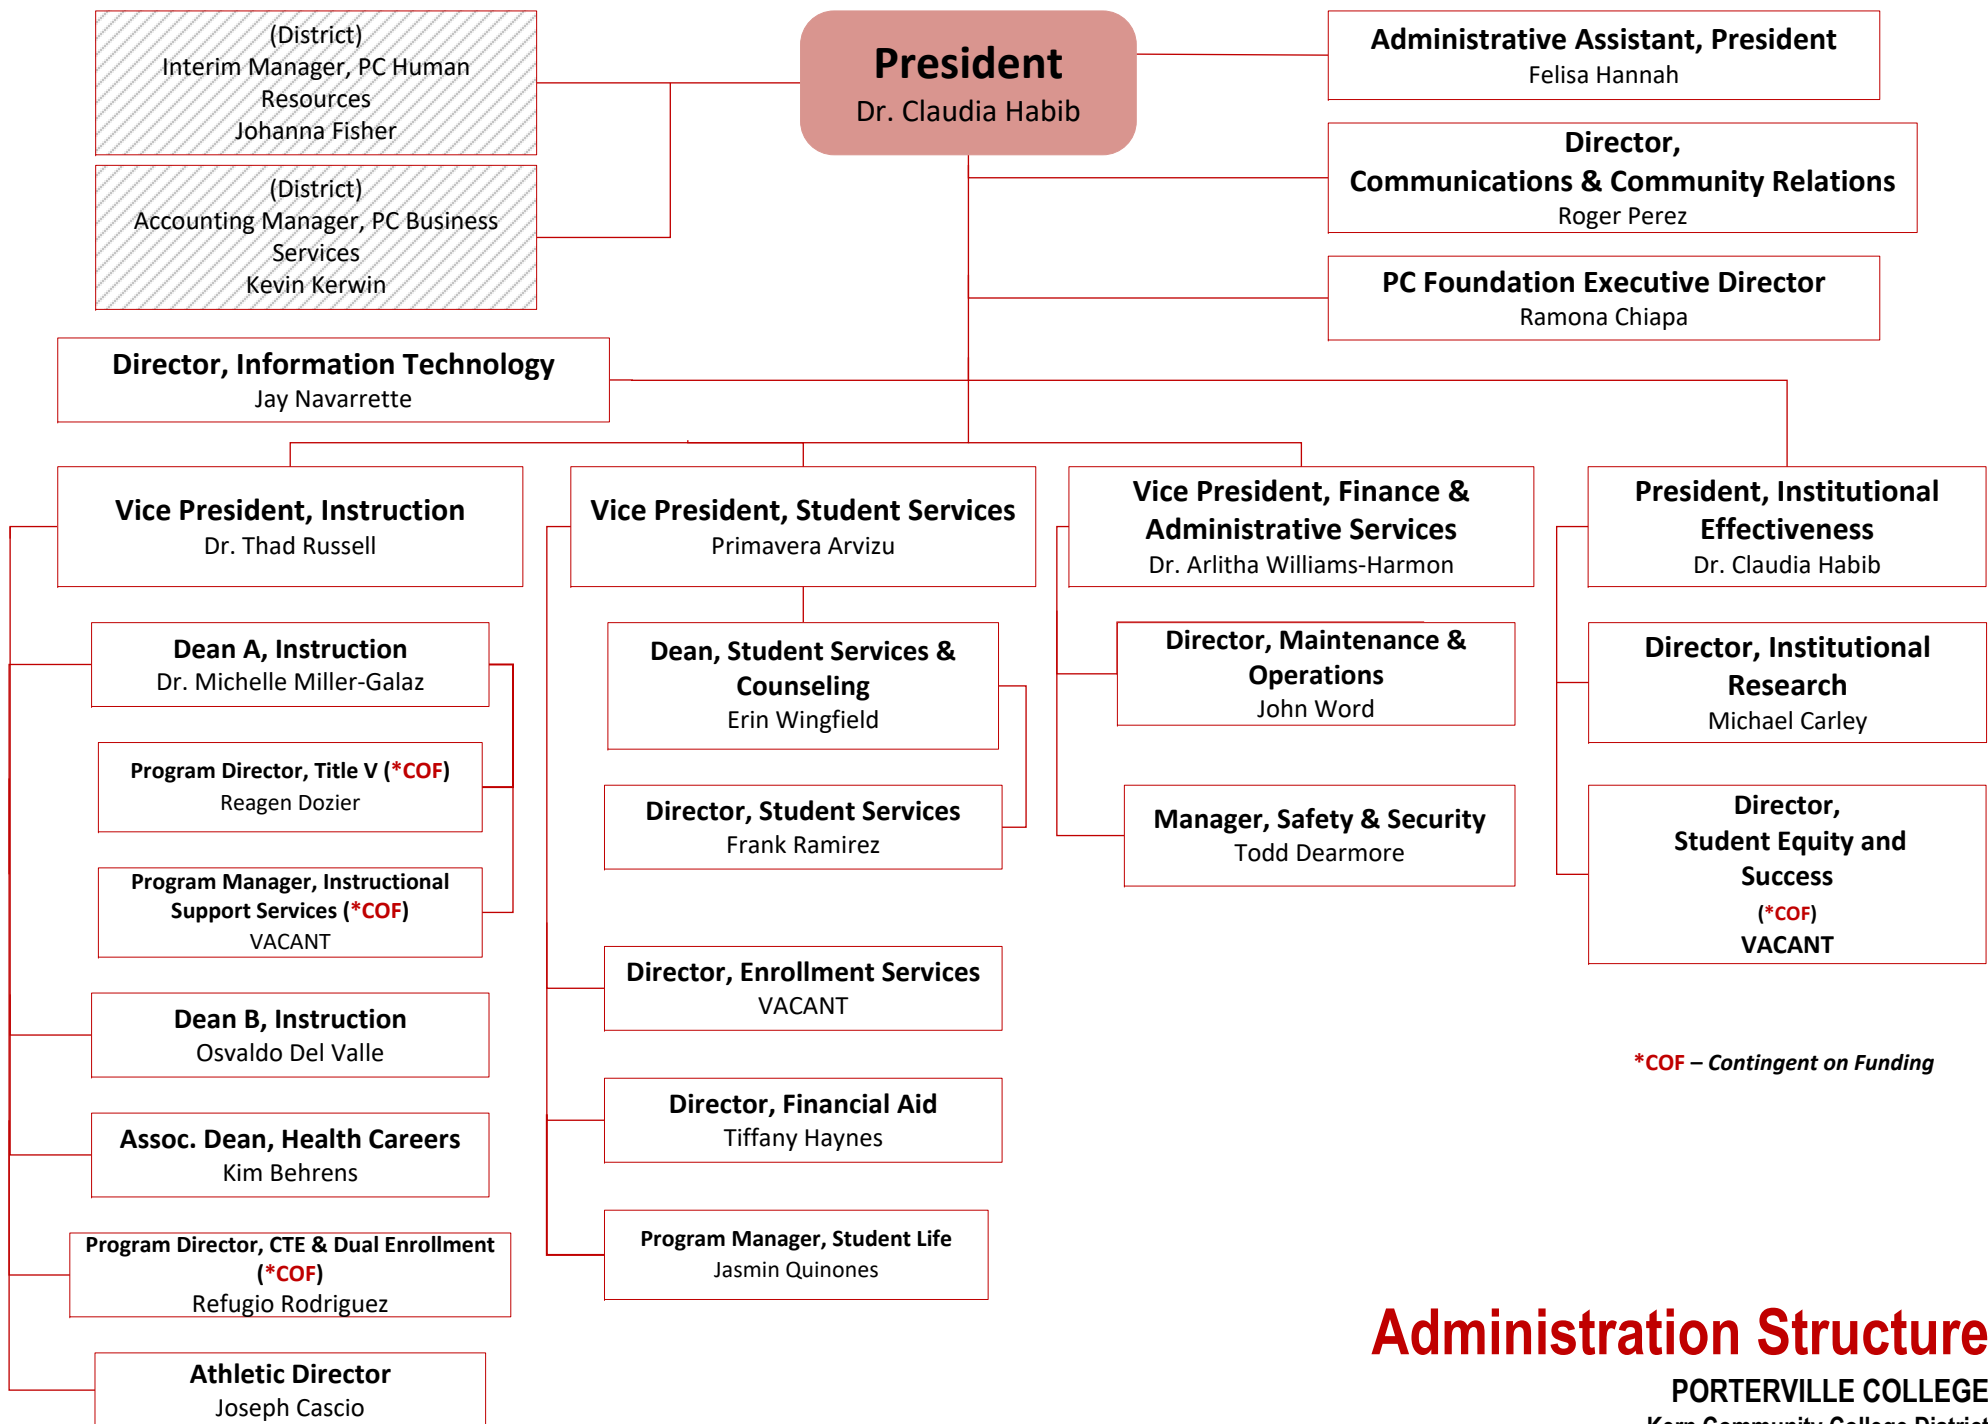 (District)
Interim Manager, PC Human
Resources
Johanna Fisher
President
Dr. Claudia Habib
Administrative Assistant, President
Felisa Hannah
(District)
Accounting Manager, PC Business
Services
Kevin Kerwin
Director,
Communications & Community Relations
Roger Perez
PC Foundation Executive Director
Ramona Chiapa
Director, Information Technology
Jay Navarrette
Vice President, Instruction
Dr. Thad Russell
Vice President, Student Services
Primavera Arvizu
Vice President, Finance &
Administrative Services
Dr. Arlitha Williams-Harmon
President, Institutional
Effectiveness
Dr. Claudia Habib
Dean A, Instruction
Dr. Michelle Miller-Galaz
Program Director, Title V (*COF)
Reagen Dozier
Program Manager, Instructional
Support Services (*COF)
VACANT
Dean B, Instruction
Osvaldo Del Valle
Assoc. Dean, Health Careers
Kim Behrens
Program Director, CTE & Dual Enrollment
(*COF)
Refugio Rodriguez
Athletic Director
Joseph Cascio
Dean, Student Services &
Counseling
Erin Wingfield
Director, Student Services
Frank Ramirez
Director, Enrollment Services
VACANT
Director, Financial Aid
Tiffany Haynes
Program Manager, Student Life
Jasmin Quinones
Director, Maintenance &
Operations
John Word
Manager, Safety & Security
Todd Dearmore
Director, Institutional
Research
Michael Carley
Director,
Student Equity and
Success
(*COF)
VACANT
*COF – Contingent on Funding
Administration Structure
PORTERVILLE COLLEGE
Kern Community College District